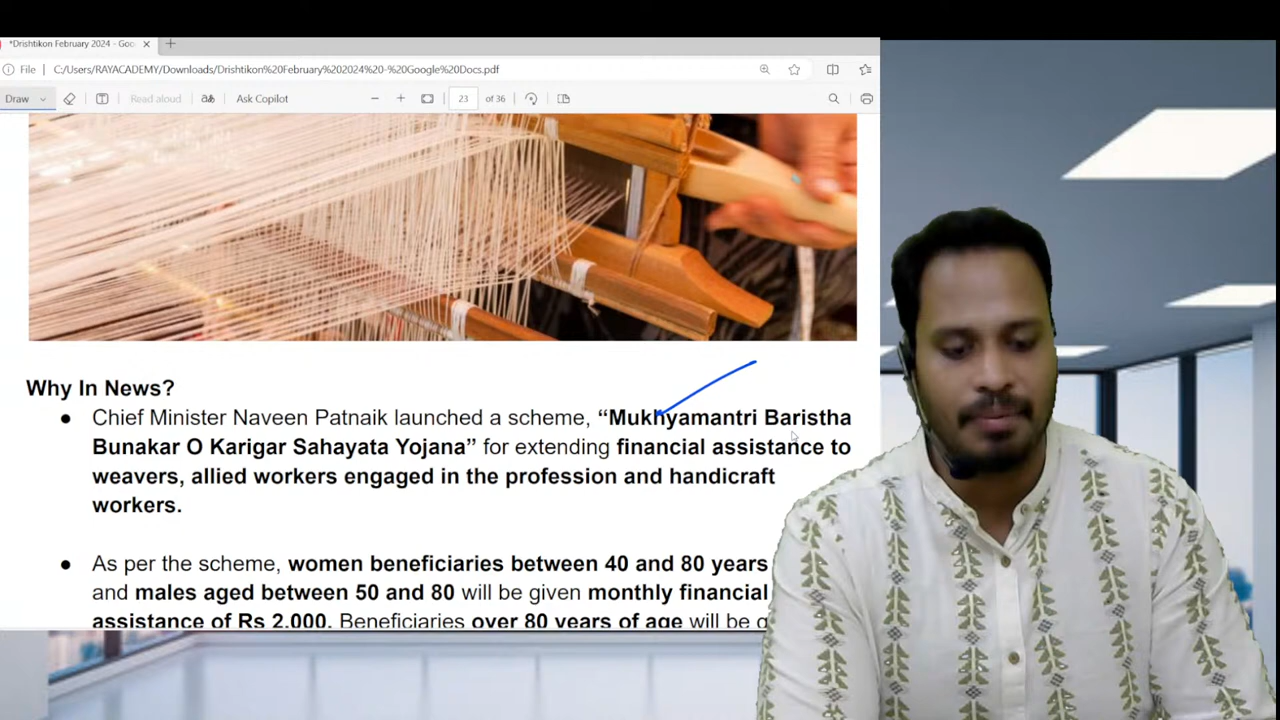 *Drishtikon February 2024 - Goo
File C:/Users/RAYACADEMY/Downloads/Drishtikon%20February%202024%20-%20Google%20Docs.pdf
Draw Read aloud Ask Copilot 23 of 36
Why In News?
● Chief Minister Naveen Patnaik launched a scheme, “Mukhyamantri Baristha
Bunakar O Karigar Sahayata Yojana” for extending financial assistance to
weavers, allied workers engaged in the profession and handicraft
workers.
● As per the scheme, women beneficiaries between 40 and 80 years
and males aged between 50 and 80 will be given monthly financial
assistance of Rs 2,000. Beneficiaries over 80 years of age will be